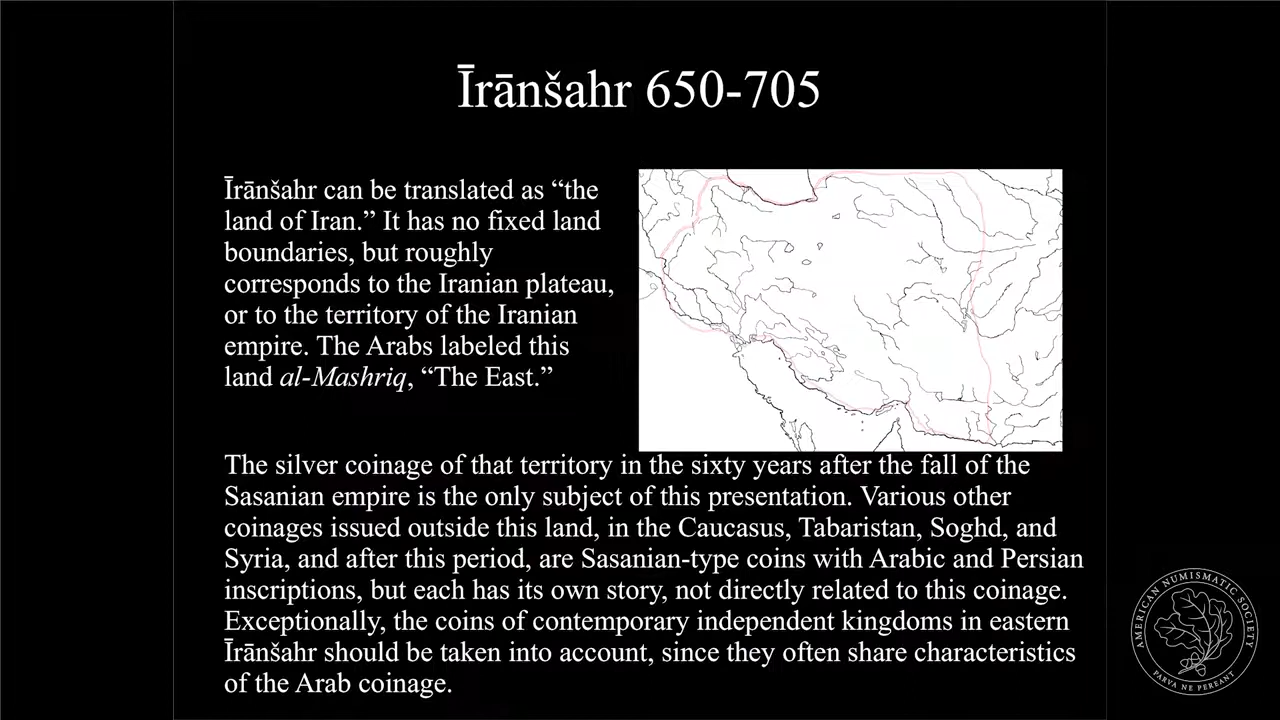 Īrānšahr 650-705
Īrānšahr can be translated as “the
land of Iran.” It has no fixed land
boundaries, but roughly
corresponds to the Iranian plateau,
or to the territory of the Iranian
empire. The Arabs labeled this
land al-Mashriq, “The East.”
The silver coinage of that territory in the sixty years after the fall of the
Sasanian empire is the only subject of this presentation. Various other
coinages issued outside this land, in the Caucasus, Tabaristan, Soghd, and
Syria, and after this period, are Sasanian-type coins with Arabic and Persian
inscriptions, but each has its own story, not directly related to this coinage.
Exceptionally, the coins of contemporary independent kingdoms in eastern
Īrānšahr should be taken into account, since they often share characteristics
of the Arab coinage.
AMERICAN NUMISMATIC SOCIETY
PARVA NE PEREANT